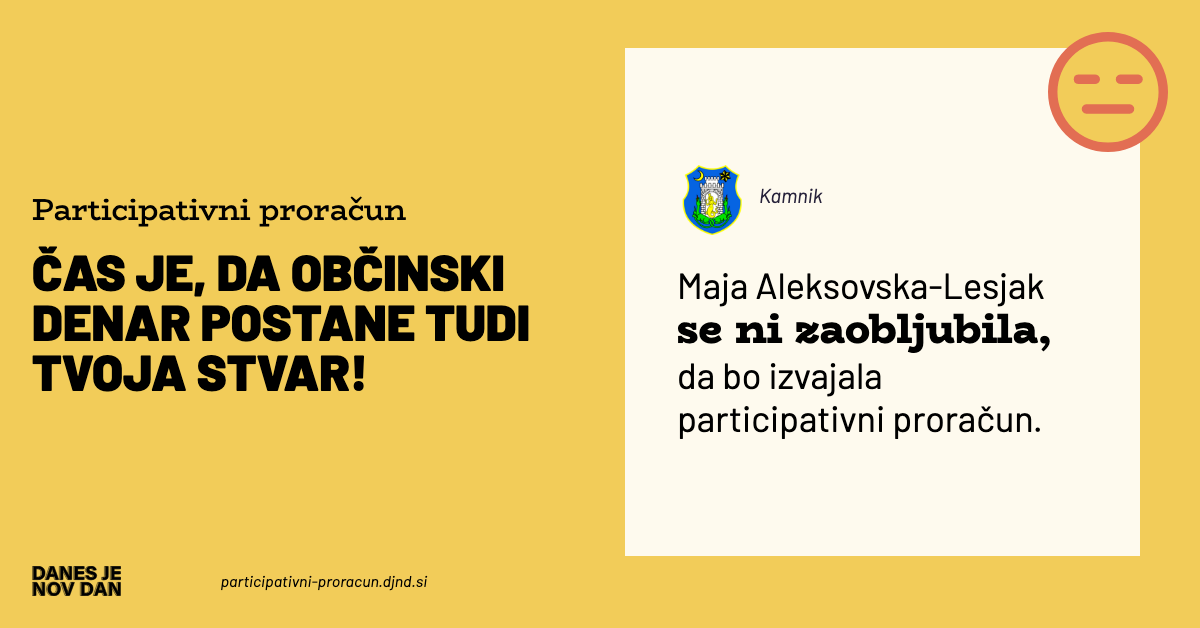 Participativni proračun
ČAS JE, DA OBČINSKI
DENAR POSTANE TUDI
TVOJA STVAR!
DANES JE
NOV DAN
participativni-proracun.djnd.si
Kamnik
Maja Aleksovska-Lesjak
se ni zaobljubila,
da bo izvajala
participativni proračun.